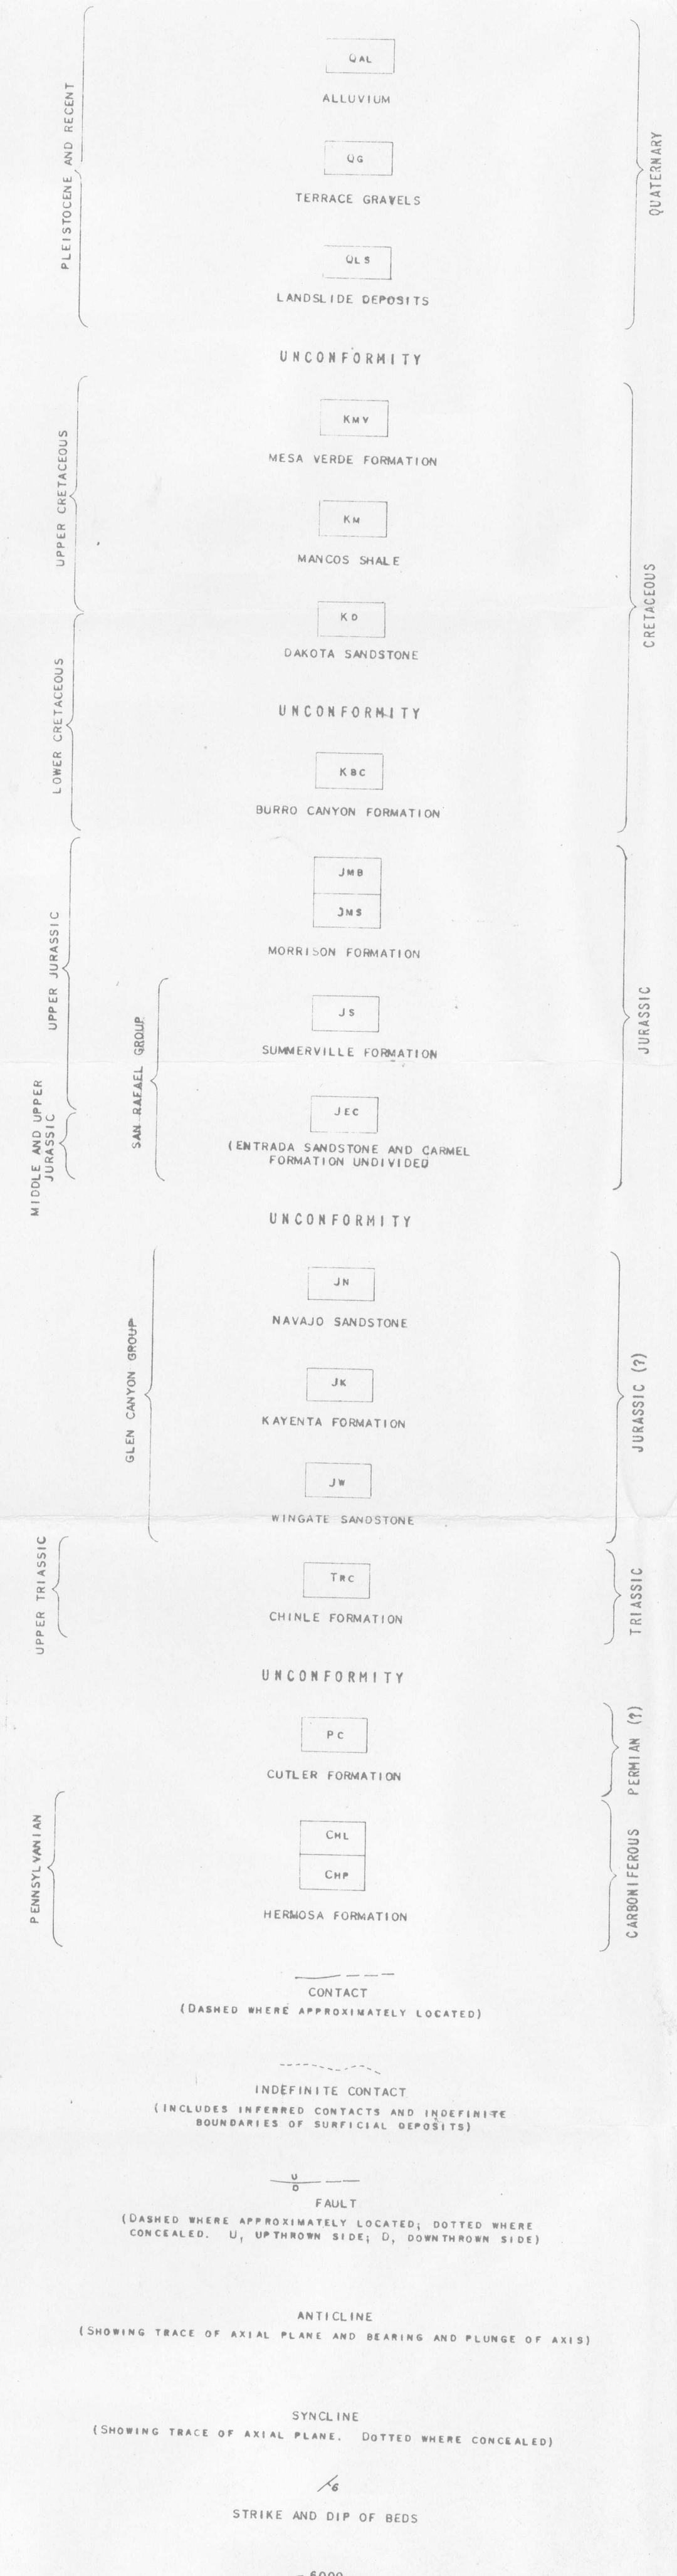 PLEISTOCENE AND RECENT
QUATERNARY
QAL
ALLUVIUM
QG
TERRACE GRAVELS
QLS
LANDSLIDE DEPOSITS
UNCONFORMITY
UPPER CRETACEOUS
CRETACEOUS
KMV
MESA VERDE FORMATION
KM
MANCOS SHALE
KD
DAKOTA SANDSTONE
LOWER CRETACEOUS
UNCONFORMITY
KBC
BURRO CANYON FORMATION
UPPER JURASSIC
JURASSIC
JMB
JMS
MORRISON FORMATION
SAN RAFAEL GROUP
JS
SUMMERVILLE FORMATION
MIDDLE AND UPPER
JURASSIC
JEC
(ENTRADA SANDSTONE AND CARMEL
FORMATION UNDIVIDED
UNCONFORMITY
GLEN CANYON GROUP
JURASSIC (?)
JN
NAVAJO SANDSTONE
JK
KAYENTA FORMATION
JW
WINGATE SANDSTONE
UPPER TRIASSIC
TRIASSIC
TRC
CHINLE FORMATION
UNCONFORMITY
PERMIAN (?)
PC
CUTLER FORMATION
PENNSYLVANIAN
CARBONIFEROUS
CHL
CHP
HERMOSA FORMATION
CONTACT
(DASHED WHERE APPROXIMATELY LOCATED)
INDEFINITE CONTACT
(INCLUDES INFERRED CONTACTS AND INDEFINITE
BOUNDARIES OF SURFICIAL DEPOSITS)
U
D
FAULT
(DASHED WHERE APPROXIMATELY LOCATED; DOTTED WHERE
CONCEALED. U, UPTHROWN SIDE; D, DOWNTHROWN SIDE)
ANTICLINE
(SHOWING TRACE OF AXIAL PLANE AND BEARING AND PLUNGE OF AXIS)
SYNCLINE
(SHOWING TRACE OF AXIAL PLANE. DOTTED WHERE CONCEALED)
6
STRIKE AND DIP OF BEDS